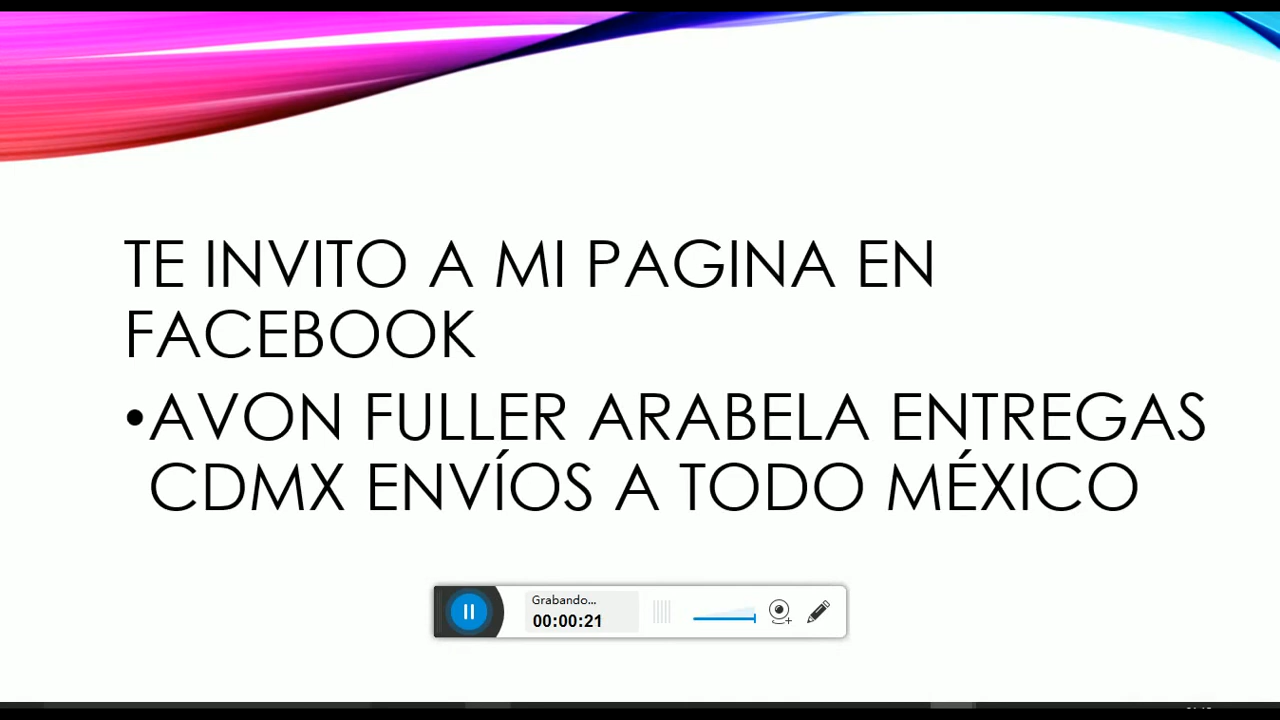 TE INVITO A MI PAGINA EN
FACEBOOK
•AVON FULLER ARABELA ENTREGAS
CDMX ENVÍOS A TODO MÉXICO
Grabando...
00:00:21